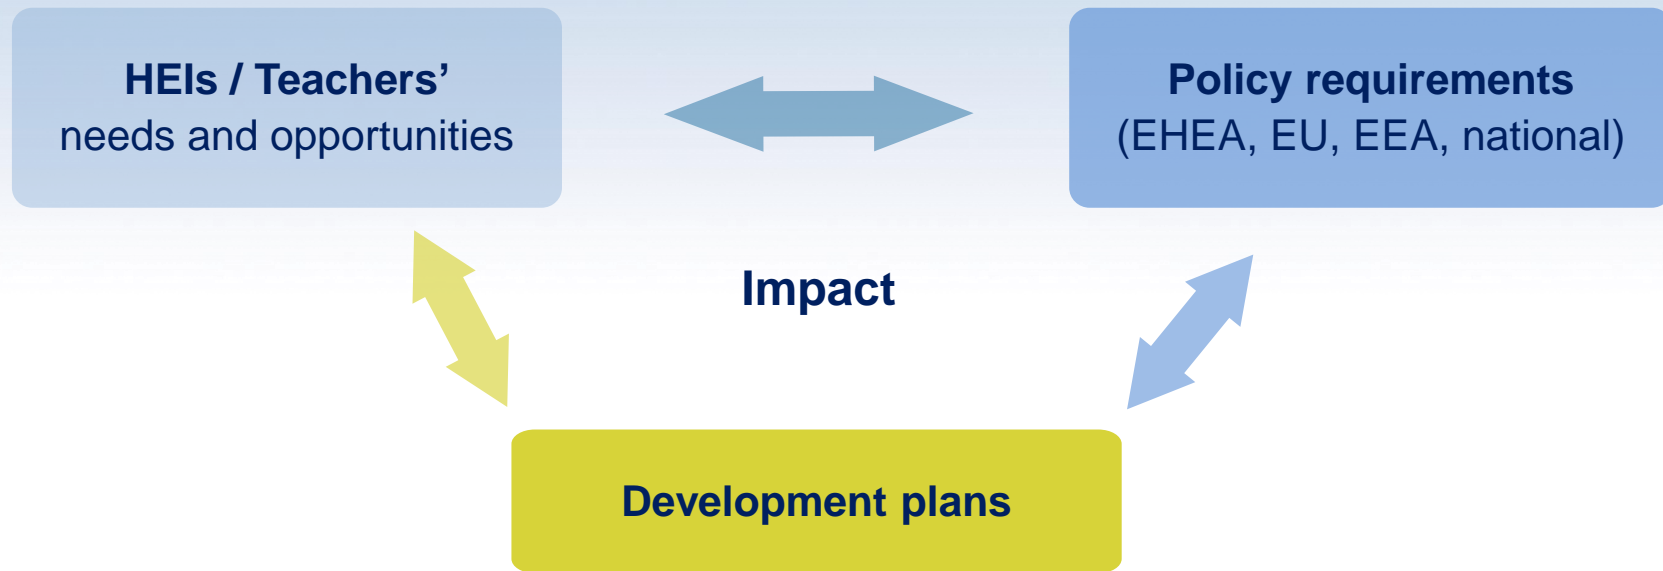 HEIs / Teachers’
needs and opportunities
Policy requirements
(EHEA, EU, EEA, national)
Impact
Development plans